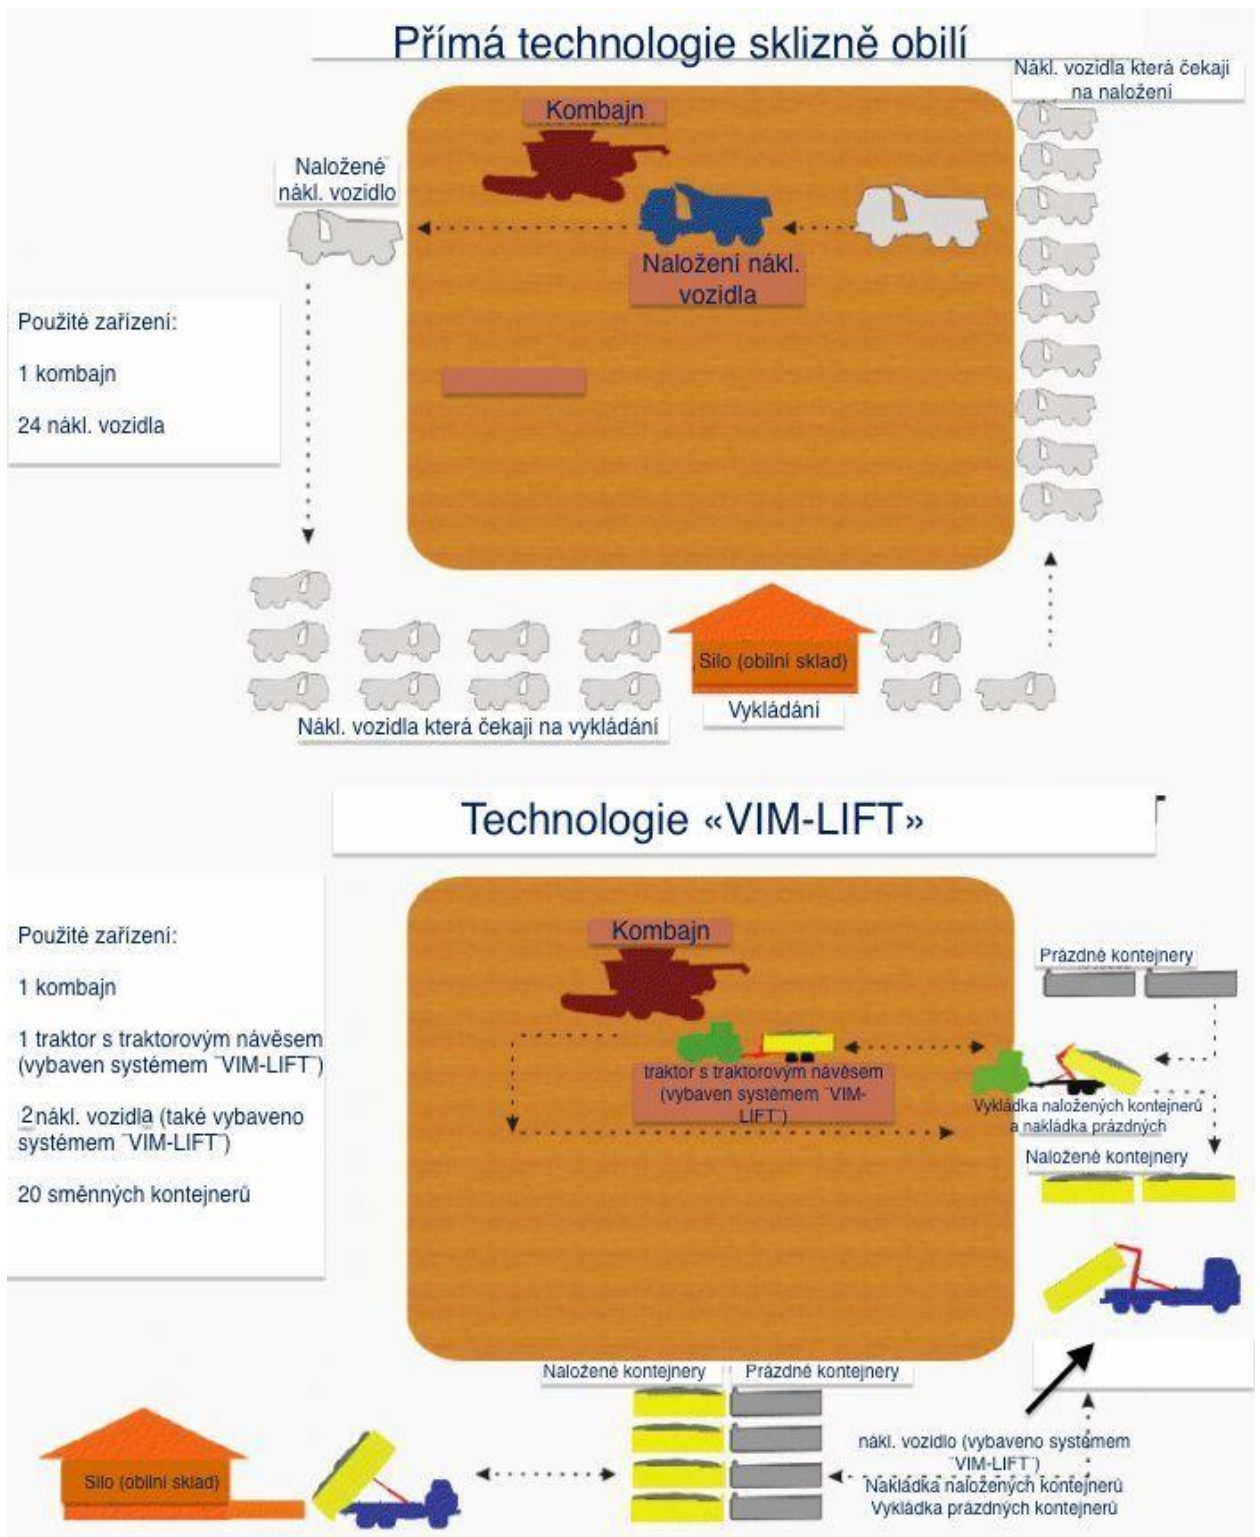 Přímá technologie sklizně obilí
Nákl. vozidla která čekaji
na naložení
Kombajn
Naložené
nákl. vozidlo
Naložení nákl.
vozidla
Použité zařízení:
1 kombajn
24 nákl. vozidla
Silo (obilní sklad)
Vykládání
Nákl. vozidla která čekaji na vykládání
Technologie «VIM-LIFT»
Použité zařízení:
1 kombajn
1 traktor s traktorovým návěsem
(vybaven systémem ¨VIM-LIFT¨)
2 nákl. vozidla (také vybaveno
systémem ¨VIM-LIFT¨)
20 směnných kontejnerů
Kombajn
traktor s traktorovým návěsem
(vybaven systémem ¨VIM-
LIFT¨)
Prázdné kontejnery
Vykládka naložených kontejnerů
a nakládka prázdných
Naložené kontejnery
Naložené kontejnery
Prázdné kontejnery
nákl. vozidlo (vybaveno systémem
¨VIM-LIFT¨)
Nakládka naložených kontejnerů
Vykládka prázdných kontejnerů
Silo (obilní sklad)